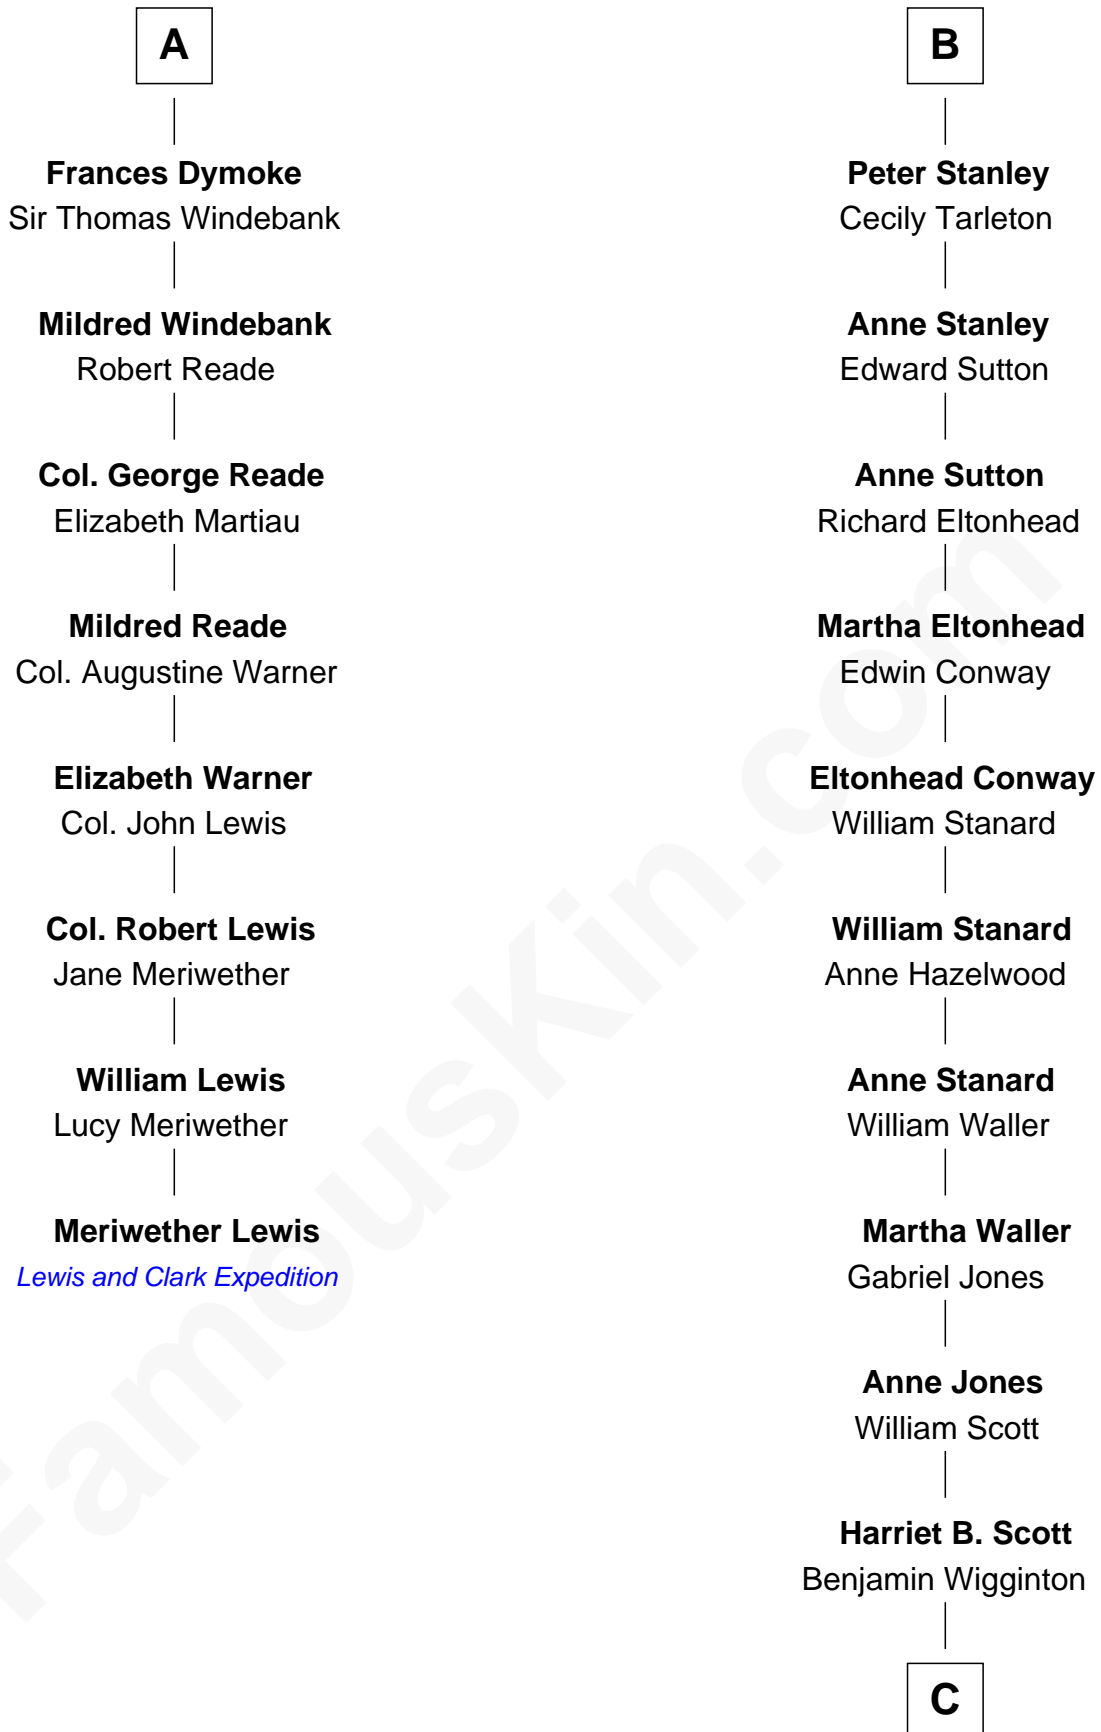 A
Frances Dymoke
Sir Thomas Windebank
Mildred Windebank
Robert Reade
Col. George Reade
Elizabeth Martiau
Mildred Reade
Col. Augustine Warner
Elizabeth Warner
Col. John Lewis
Col. Robert Lewis
Jane Meriwether
William Lewis
Lucy Meriwether
Meriwether Lewis
Lewis and Clark Expedition
B
Peter Stanley
Cecily Tarleton
Anne Stanley
Edward Sutton
Anne Sutton
Richard Eltonhead
Martha Eltonhead
Edwin Conway
Eltonhead Conway
William Stanard
William Stanard
Anne Hazelwood
Anne Stanard
William Waller
Martha Waller
Gabriel Jones
Anne Jones
William Scott
Harriet B. Scott
Benjamin Wigginton
C
FamousKin.com